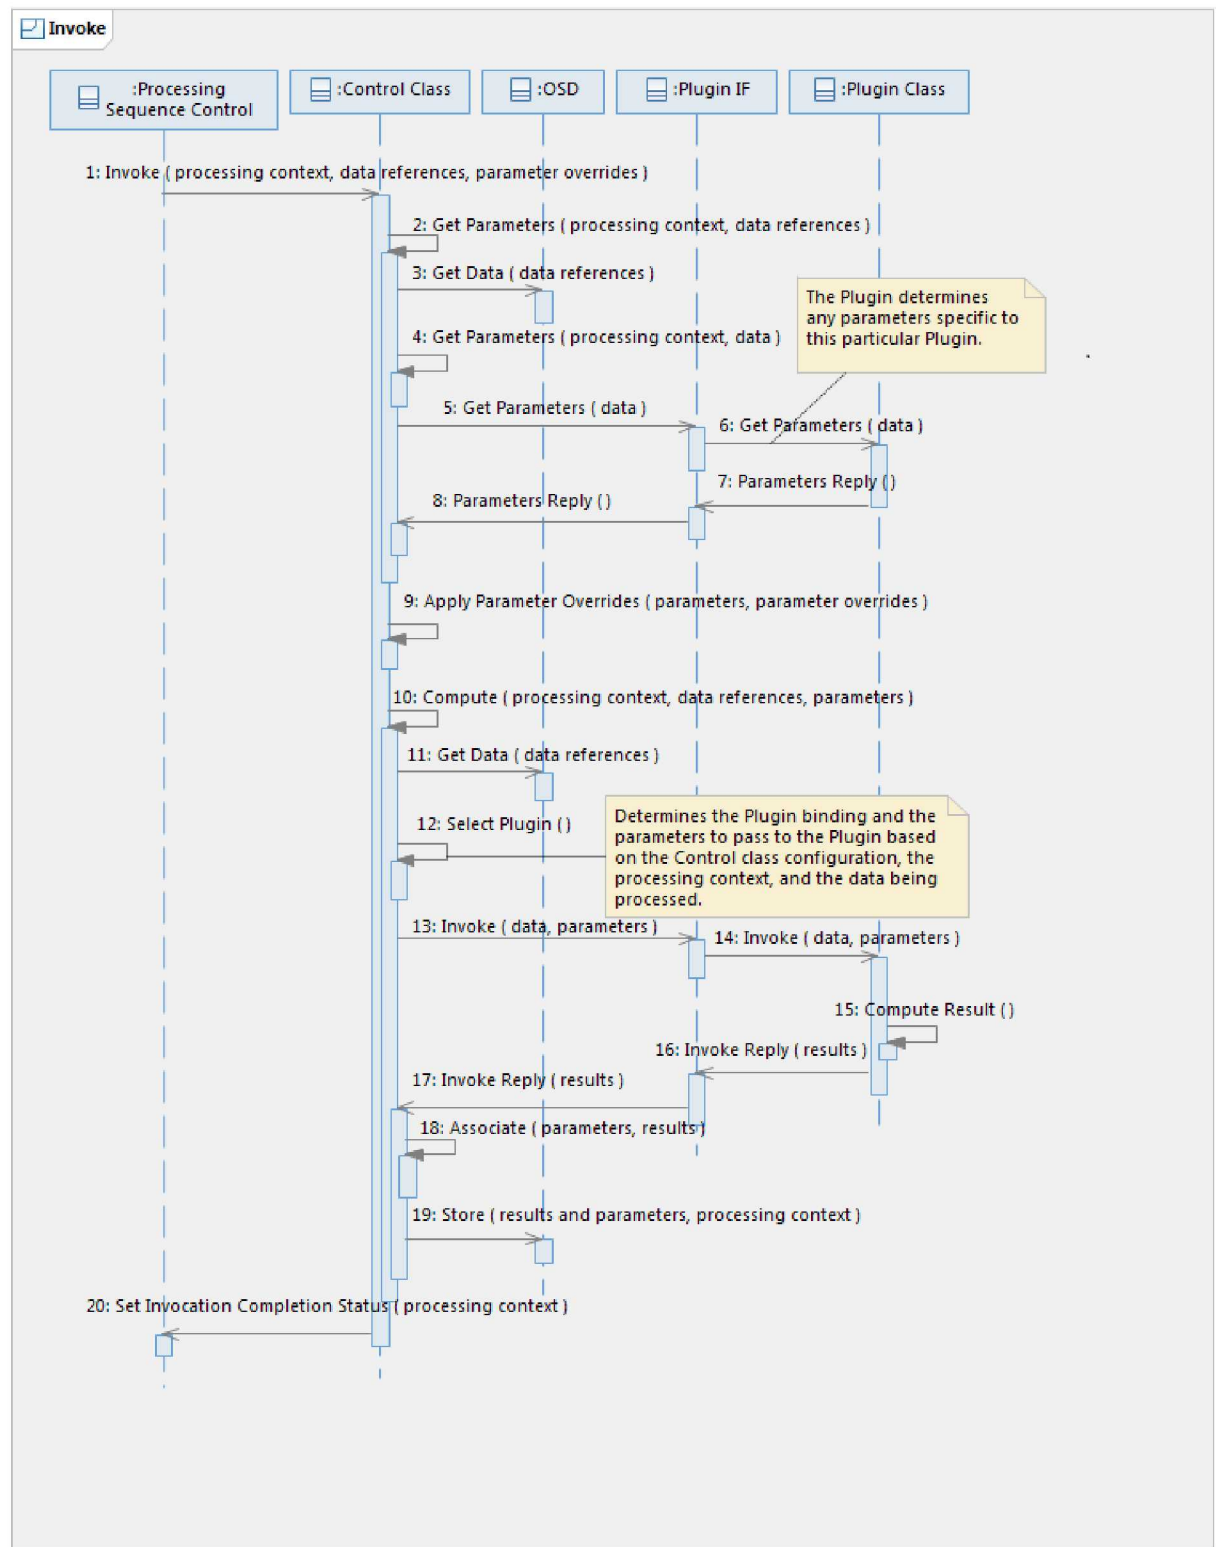 Invoke
:Processing
Sequence Control
:Control Class
:OSD
:Plugin IF
:Plugin Class
1: Invoke ( processing context, data references, parameter overrides )
2: Get Parameters ( processing context, data references )
3: Get Data ( data references )
The Plugin determines
any parameters specific to
this particular Plugin.
4: Get Parameters ( processing context, data )
5: Get Parameters ( data )
6: Get Parameters ( data )
7: Parameters Reply ( )
8: Parameters Reply ( )
9: Apply Parameter Overrides ( parameters, parameter overrides )
10: Compute ( processing context, data references, parameters )
11: Get Data ( data references )
12: Select Plugin ( )
Determines the Plugin binding and the
parameters to pass to the Plugin based
on the Control class configuration, the
processing context, and the data being
processed.
13: Invoke ( data, parameters )
14: Invoke ( data, parameters )
15: Compute Result ( )
16: Invoke Reply ( results )
17: Invoke Reply ( results )
18: Associate ( parameters, results )
19: Store ( results and parameters, processing context )
20: Set Invocation Completion Status ( processing context )